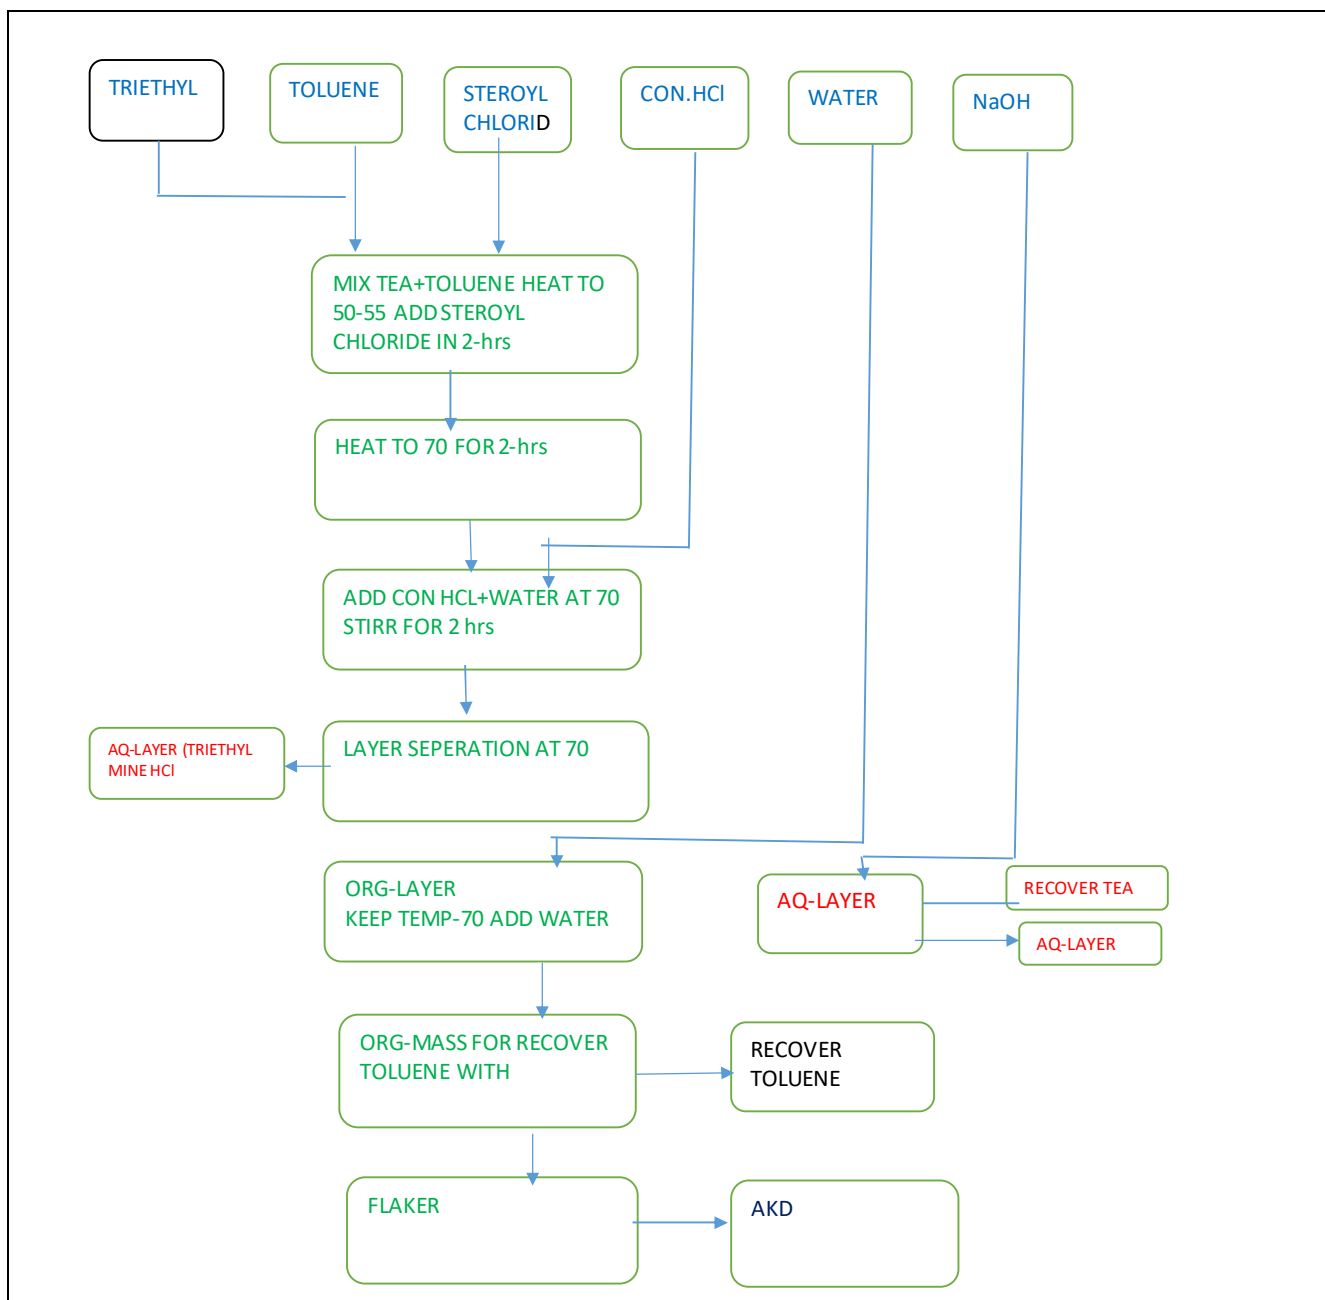 TRIETHYL
TOLUENE
STEROYL
CHLORID
CON.HCl
WATER
NaOH
MIX TEA+TOLUENE HEAT TO
50-55 ADD STEROYL
CHLORIDE IN 2-hrs
HEAT TO 70 FOR 2-hrs
ADD CON HCL+WATER AT 70
STIRR FOR 2 hrs
AQ-LAYER (TRIETHYL
MINE HCl
LAYER SEPERATION AT 70
ORG-LAYER
KEEP TEMP-70 ADD WATER
AQ-LAYER
RECOVER TEA
AQ-LAYER
ORG-MASS FOR RECOVER
TOLUENE WITH
RECOVER
TOLUENE
FLAKER
AKD